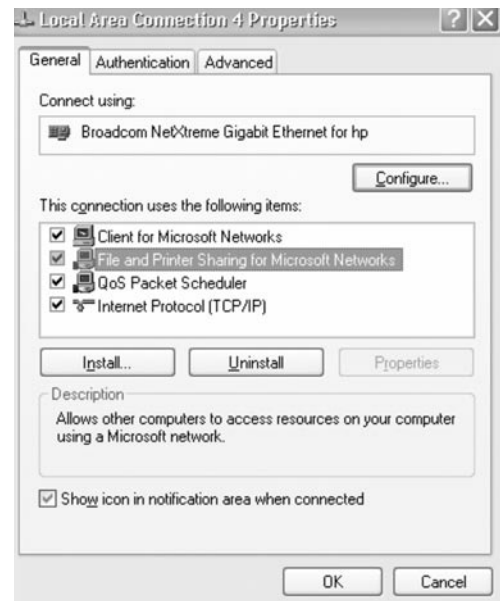 Local Area Connection 4 Properties
General Authentication Advanced
Connect using:
Broadcom NetXtreme Gigabit Ethernet for hp
Configure...
This connection uses the following items:
Client for Microsoft Networks
File and Printer Sharing for Microsoft Networks
QoS Packet Scheduler
Internet Protocol (TCP/IP)
Install... Uninstall Properties
Description
Allows other computers to access resources on your computer
using a Microsoft network.
Show icon in notification area when connected
OK Cancel